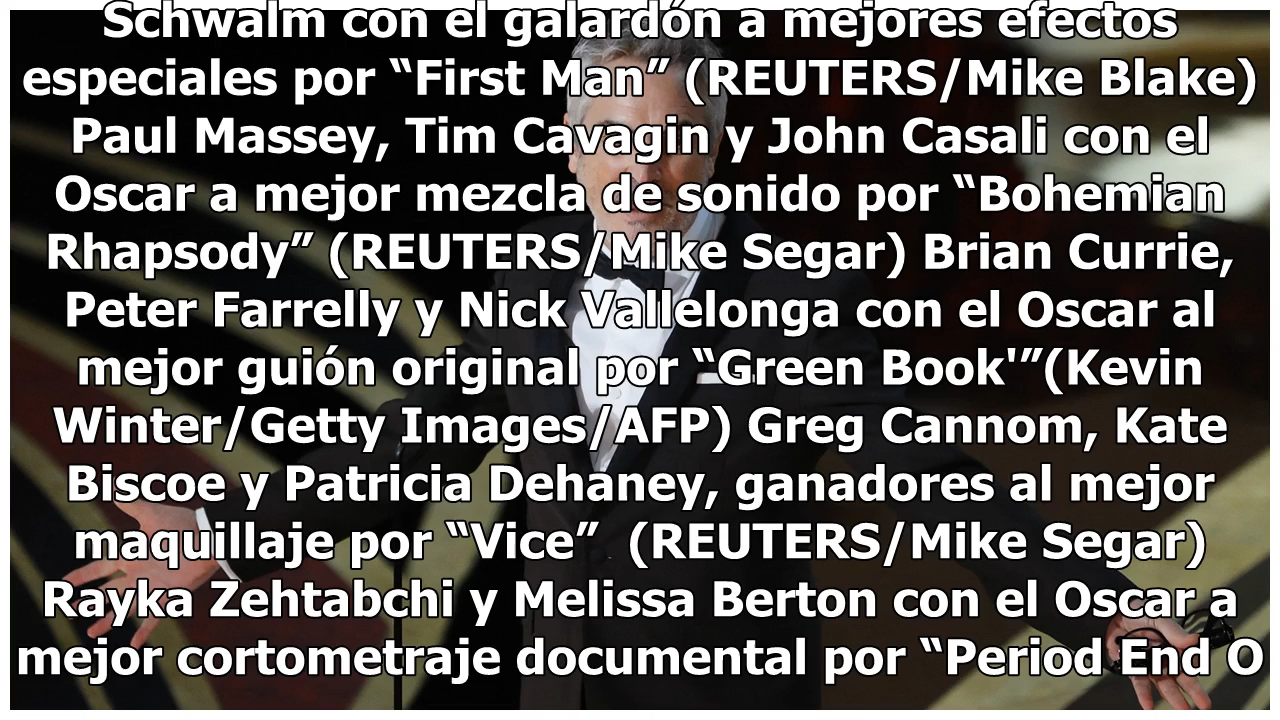 Schwalm con el galardón a mejores efectos
especiales por “First Man” (REUTERS/Mike Blake)
Paul Massey, Tim Cavagin y John Casali con el
Oscar a mejor mezcla de sonido por “Bohemian
Rhapsody” (REUTERS/Mike Segar) Brian Currie,
Peter Farrelly y Nick Vallelonga con el Oscar al
mejor guión original por “Green Book'”(Kevin
Winter/Getty Images/AFP) Greg Cannom, Kate
Biscoe y Patricia Dehaney, ganadores al mejor
maquillaje por “Vice”  (REUTERS/Mike Segar)
Rayka Zehtabchi y Melissa Berton con el Oscar a
mejor cortometraje documental por “Period End O